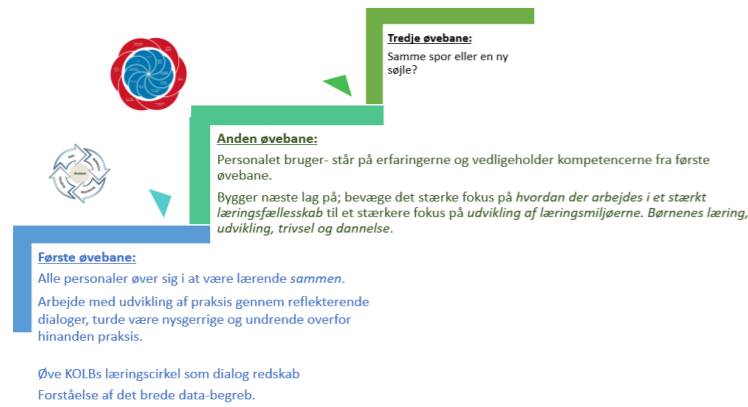 Tredje øvebane:
Samme spor eller en ny
søjle?
Anden øvebane:
Personalet bruger- står på erfaringerne og vedligeholder kompetencerne fra første
øvebane.
Bygger næste lag på; bevæge det stærke fokus på hvordan der arbejdes i et stærkt
læringsfællesskab til et stærkere fokus på udvikling af læringsmiljøerne. Børnenes læring,
udvikling, trivsel og dannelse.
Første øvebane:
Alle personaler øver sig i at være lærende sammen.
Arbejde med udvikling af praksis gennem reflekterende
dialoger, turde være nysgerrige og undrende overfor
hinanden praksis.
Øve KOLBs læringscirkel som dialog redskab
Forståelse af det brede data-begreb.